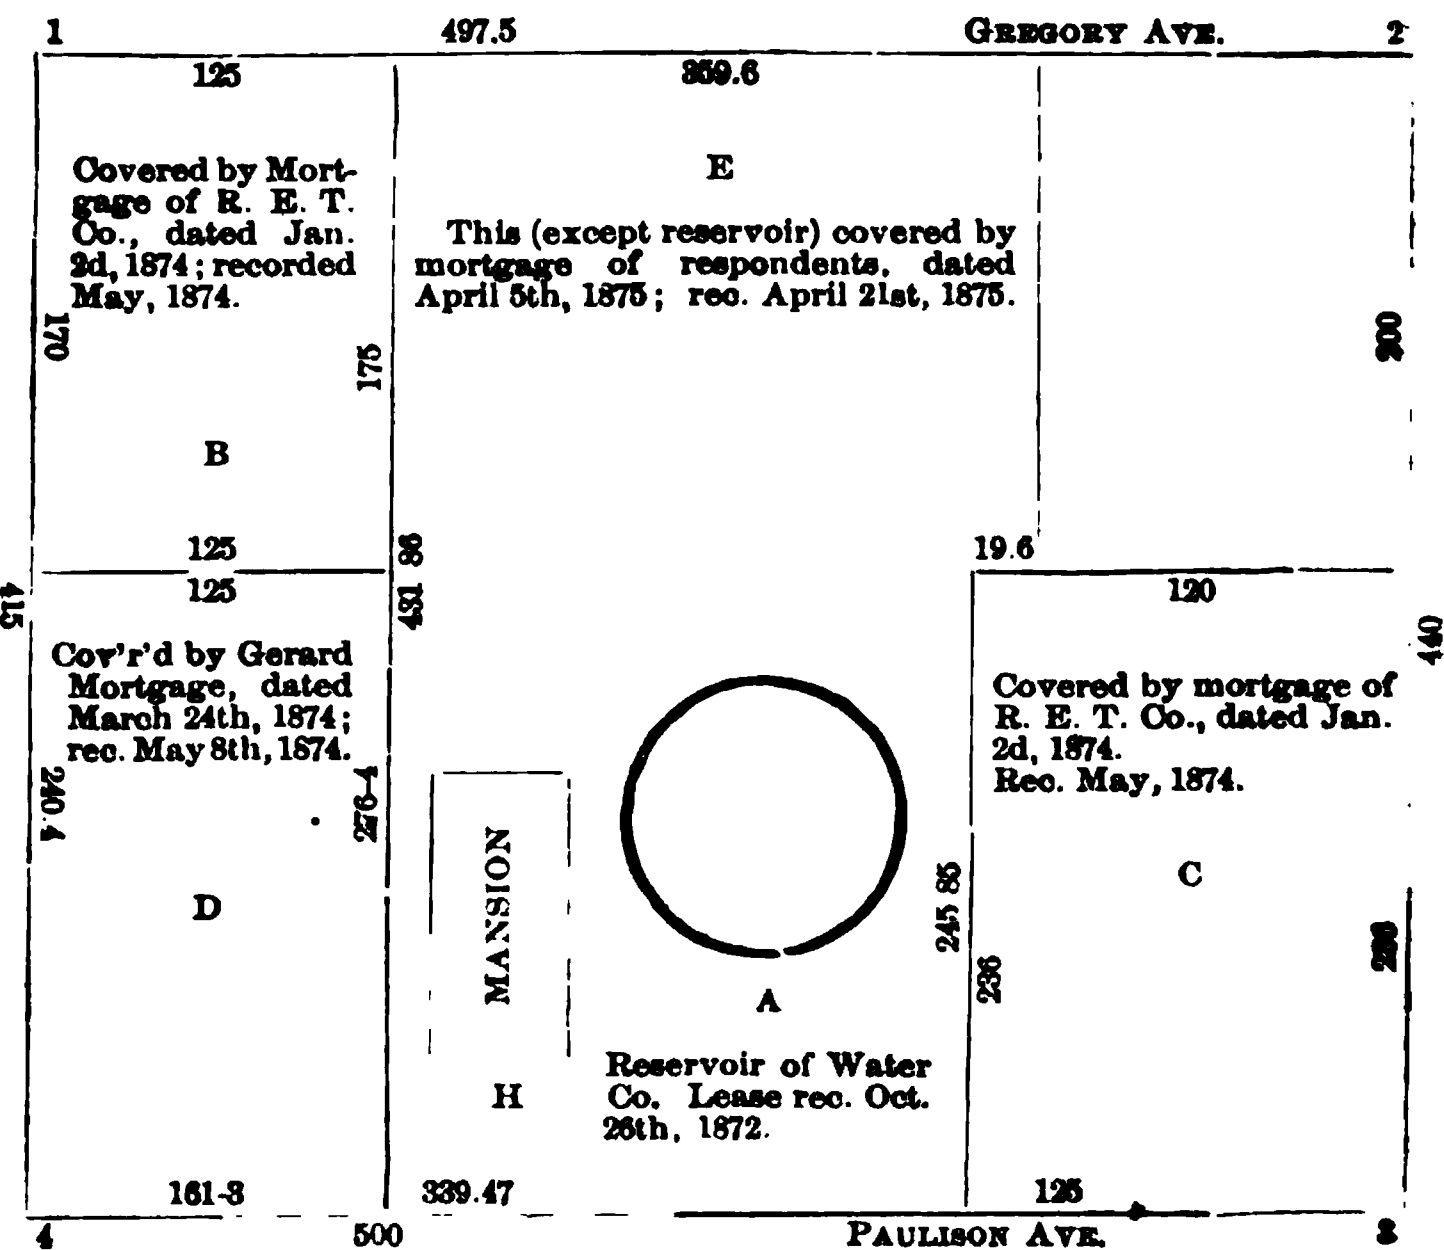 1 497.5 GREGORY AVE. 2
125 359.6
E
Covered by Mort-
gage of R. E. T.
Co., dated Jan.
2d, 1874; recorded
May, 1874.
This (except reservoir) covered by
mortgage of respondents, dated
April 5th, 1875; rec. April 21st, 1875.
170
175
200
B
125
86
19.6
125
431
120
415
440
Cov'r'd by Gerard
Mortgage, dated
March 24th, 1874;
rec. May 8th, 1874.
Covered by mortgage of
R. E. T. Co., dated Jan.
2d, 1874.
Rec. May, 1874.
240.4
276-4
MANSION
245 85
236
C
D
A
Reservoir of Water
Co. Lease rec. Oct.
26th, 1872.
H
161-3 339.47 125
4 500 PAULISON AVE. 3